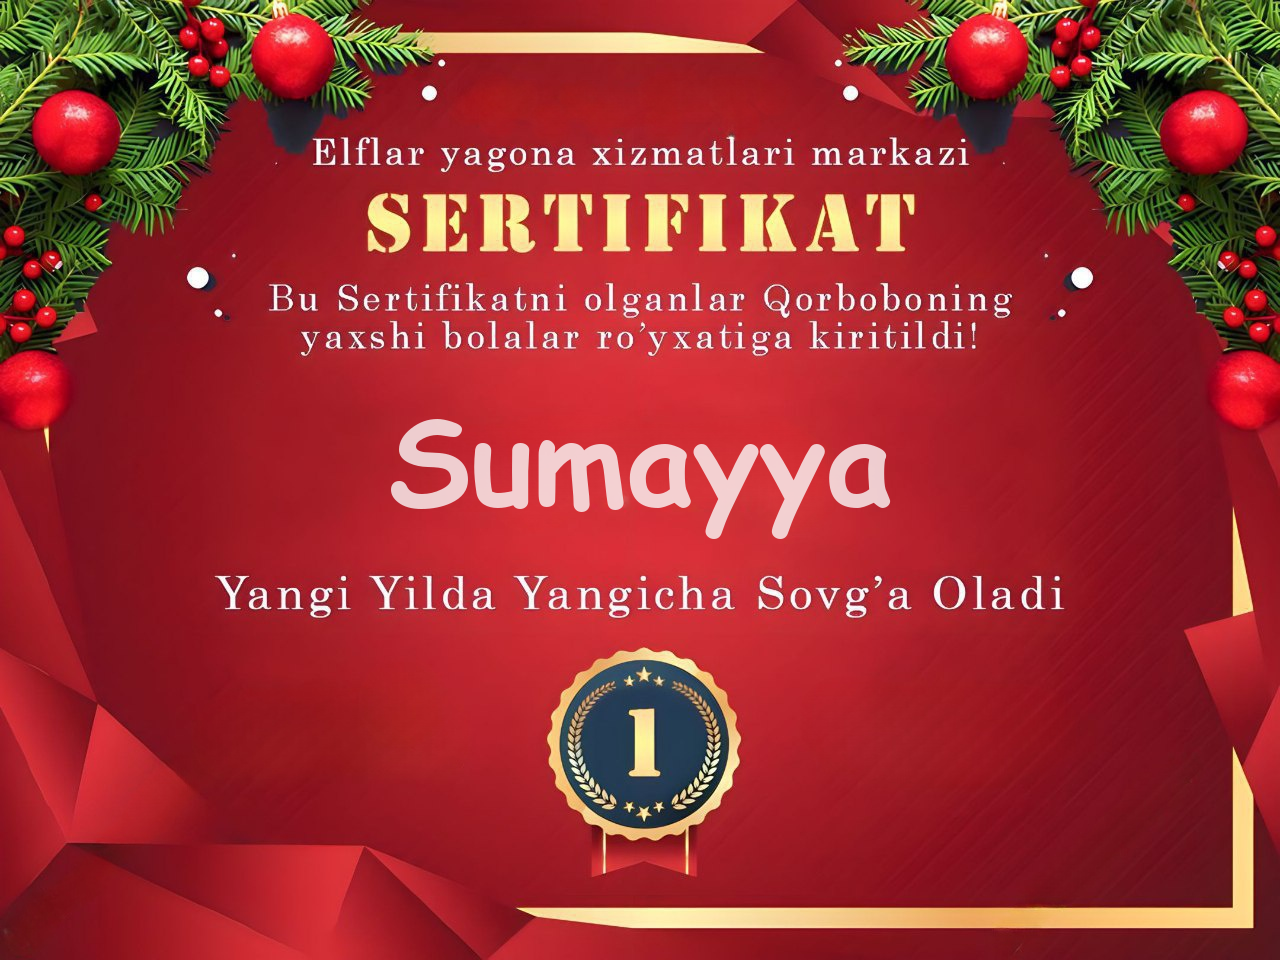 Elflar yagona xizmatlari markazi
SERTIFIKAT
Bu Sertifikatni olganlar Qorboboning
yaxshi bolalar ro’yxatiga kiritildi!
Sumayya
Yangi Yilda Yangicha Sovg’a Oladi
1